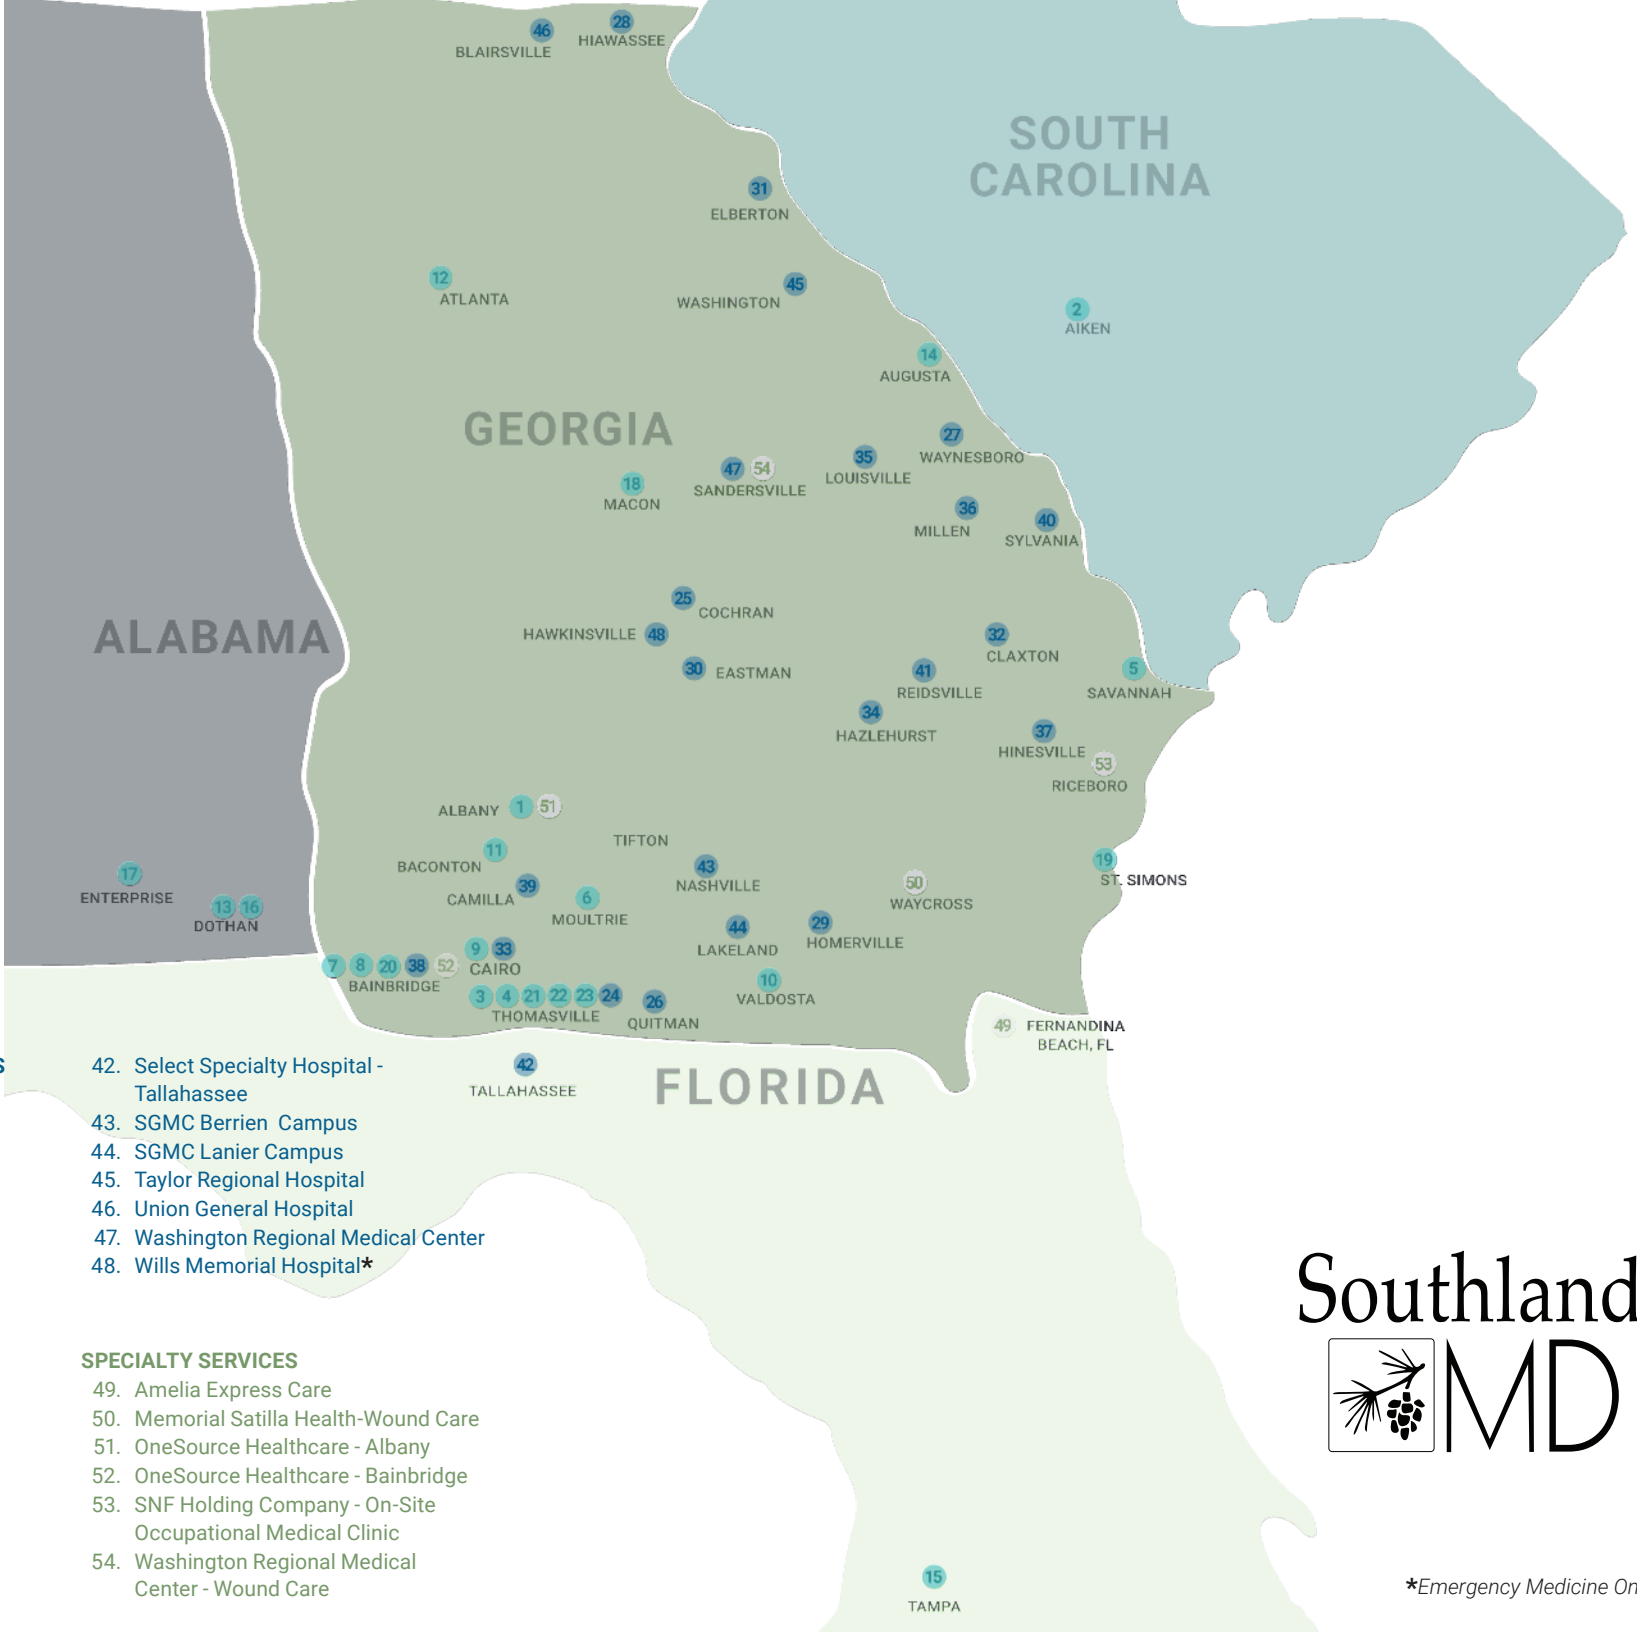 46
28
BLAIRSVILLE
HIAWASSEE
SOUTH
CAROLINA
31
ELBERTON
12
ATLANTA
45
WASHINGTON
2
AIKEN
14
AUGUSTA
GEORGIA
27
WAYNESBORO
35
LOUISVILLE
47 54
SANDERSVILLE
18
MACON
36
MILLEN
40
SYLVANIA
25
COCHRAN
ALABAMA
HAWKINSVILLE 48
32
CLAXTON
30 EASTMAN
41
REIDSVILLE
5
SAVANNAH
34
HAZLEHURST
37
HINESVILLE
53
RICEBORO
ALBANY 1 51
TIFTON
11
BACONTON
43
NASHVILLE
19
ST. SIMONS
17
ENTERPRISE
39
CAMILLA
6
MOULTRIE
50
WAYCROSS
13 16
DOTHAN
44
LAKELAND
29
HOMERVILLE
9 33
CAIRO
7 8 20 38 52
BAINBRIDGE
10
VALDOSTA
3 4 21 22 23 24
THOMASVILLE
26
QUITMAN
49 FERNANDINA
BEACH, FL
42
TALLAHASSEE
FLORIDA
S
42. Select Specialty Hospital -
Tallahassee
43. SGMC Berrien Campus
44. SGMC Lanier Campus
45. Taylor Regional Hospital
46. Union General Hospital
47. Washington Regional Medical Center
48. Wills Memorial Hospital*
SPECIALTY SERVICES
49. Amelia Express Care
50. Memorial Satilla Health-Wound Care
51. OneSource Healthcare - Albany
52. OneSource Healthcare - Bainbridge
53. SNF Holding Company - On-Site
Occupational Medical Clinic
54. Washington Regional Medical
Center - Wound Care
15
TAMPA
Southland
MD
*Emergency Medicine On